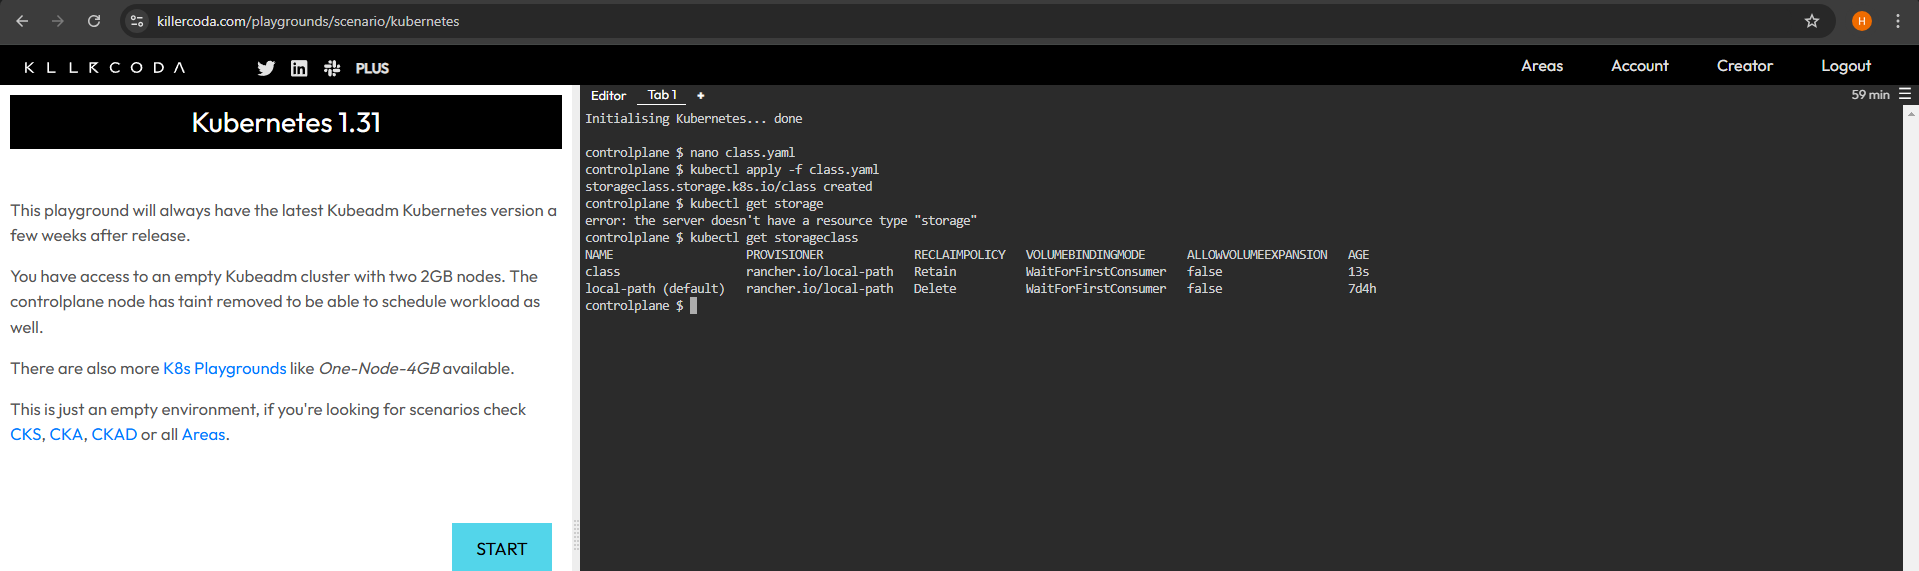 killercoda.com/playgrounds/scenario/kubernetes
H
KLLRCODA
PLUS
Areas
Account
Creator
Logout
Kubernetes 1.31
This playground will always have the latest Kubeadm Kubernetes version a
few weeks after release.
You have access to an empty Kubeadm cluster with two 2GB nodes. The
controlplane node has taint removed to be able to schedule workload as
well.
There are also more K8s Playgrounds like One-Node-4GB available.
This is just an empty environment, if you're looking for scenarios check
CKS, CKA, CKAD or all Areas.
START
Editor Tab 1 +
59 min
Initialising Kubernetes... done
controlplane $ nano class.yaml
controlplane $ kubectl apply -f class.yaml
storageclass.storage.k8s.io/class created
controlplane $ kubectl get storage
error: the server doesn't have a resource type "storage"
controlplane $ kubectl get storageclass
NAME PROVISIONER RECLAIMPOLICY VOLUMEBINDINGMODE ALLOWVOLUMEEXPANSION AGE
class rancher.io/local-path Retain WaitForFirstConsumer false 13s
local-path (default) rancher.io/local-path Delete WaitForFirstConsumer false 7d4h
controlplane $